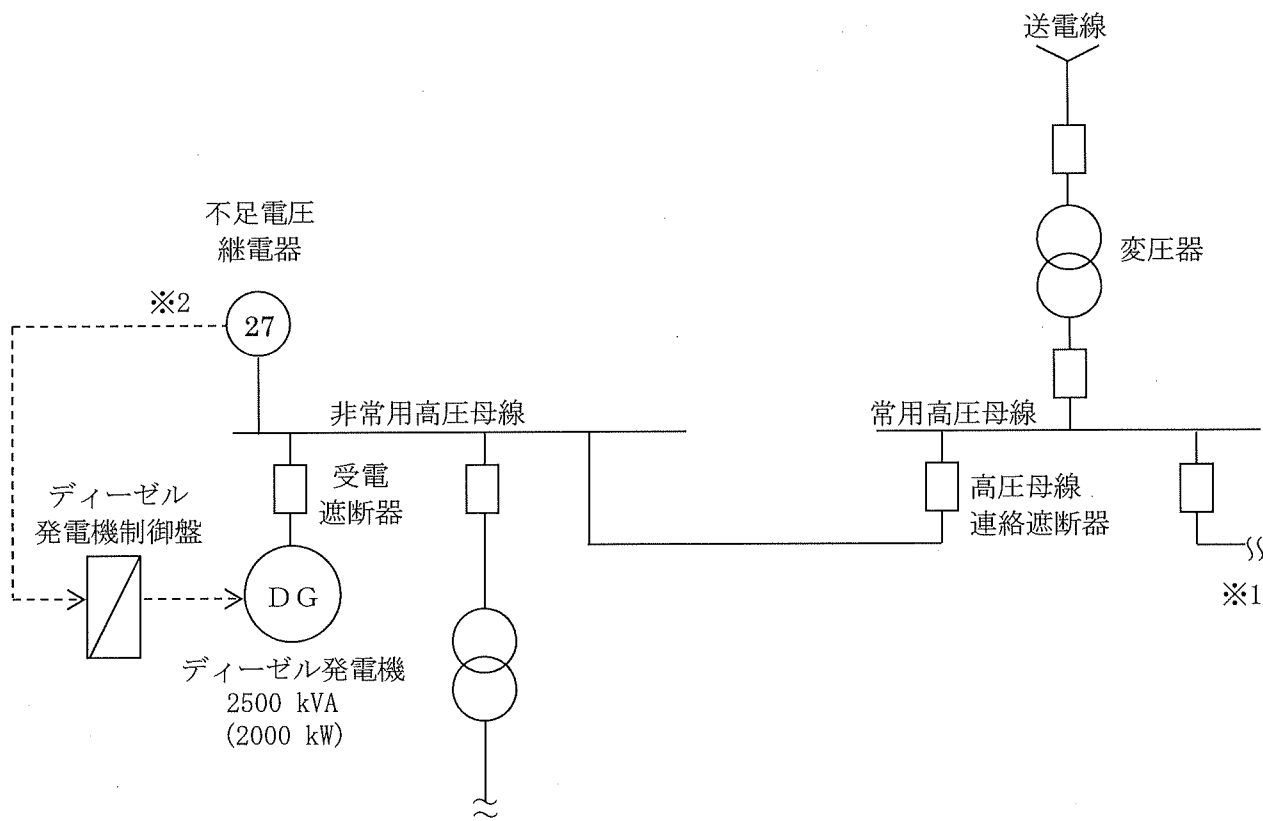 送電線
不足電圧
継電器
変圧器
※2
27
非常用高圧母線
常用高圧母線
受電
遮断器
高圧母線
連絡遮断器
ディーゼル
発電機制御盤
DG
※1
ディーゼル発電機
2500 kVA
(2000 kW)